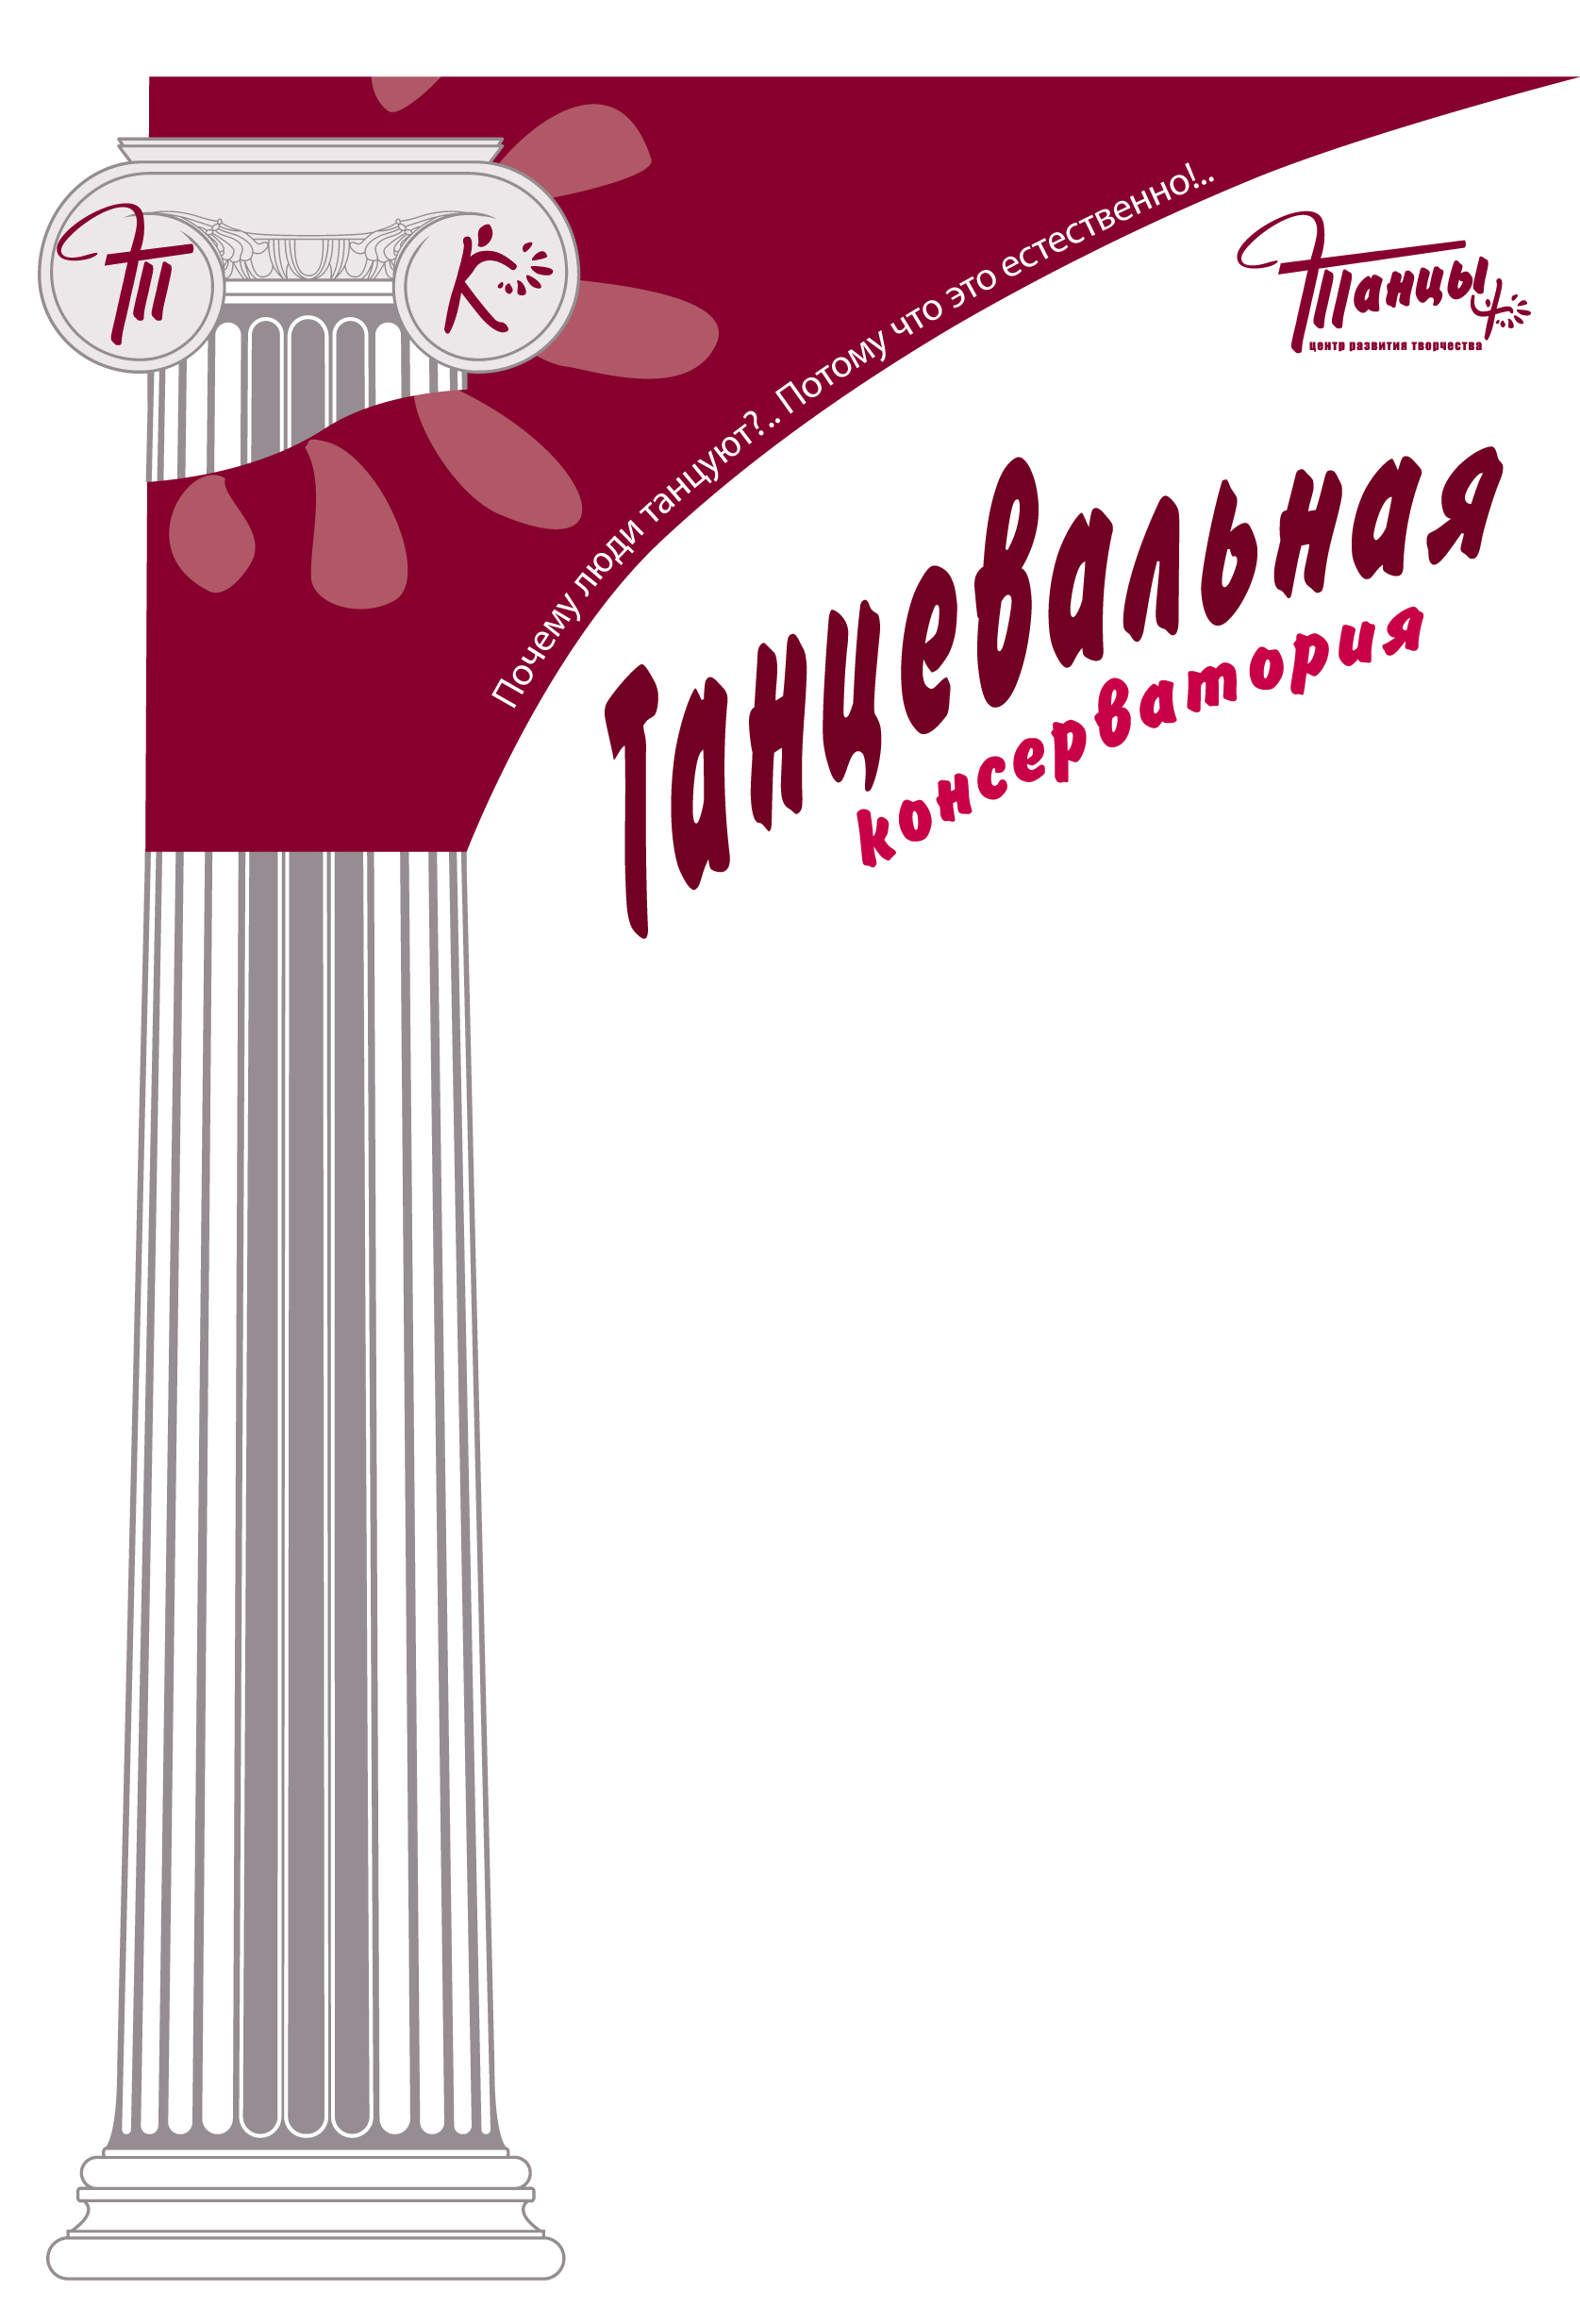 Т К
Почему люди танцуют?.. Потому что это естественно!..
Танцы
центр развития творчества
Танцевальная
консерватория